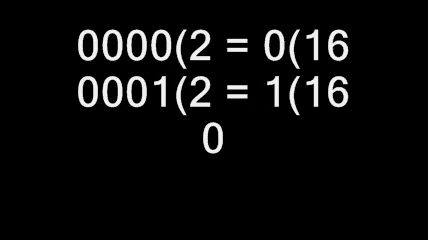 0000(2 = 0(16
0001(2 = 1(16
0